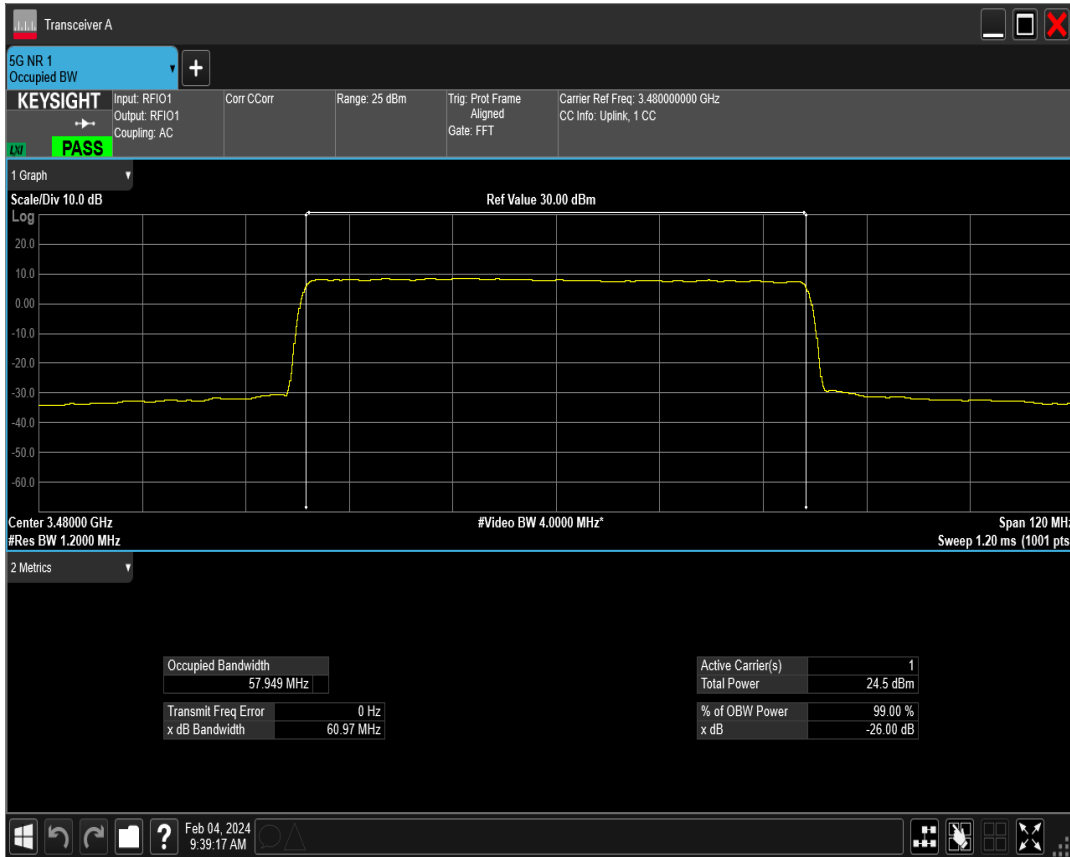 Transceiver A
5G NR 1
Occupied BW
+
KEYSIGHT
LXI
PASS
Input: RFIO1
Output: RFIO1
Coupling: AC
Corr CCorr
Range: 25 dBm
Trig: Prot Frame
Aligned
Gate: FFT
Carrier Ref Freq: 3.480000000 GHz
CC Info: Uplink, 1 CC
1 Graph
Scale/Div 10.0 dB
Ref Value 30.00 dBm
Log
20.0
10.0
0.00
-10.0
-20.0
-30.0
-40.0
-50.0
-60.0
Center 3.48000 GHz
#Video BW 4.0000 MHz*
Span 120 MHz
#Res BW 1.2000 MHz
Sweep 1.20 ms (1001 pts
2 Metrics
Occupied Bandwidth
57.949 MHz
Transmit Freq Error 0 Hz
x dB Bandwidth 60.97 MHz
Active Carrier(s) 1
Total Power 24.5 dBm
% of OBW Power 99.00 %
x dB -26.00 dB
?
Feb 04, 2024
9:39:17 AM